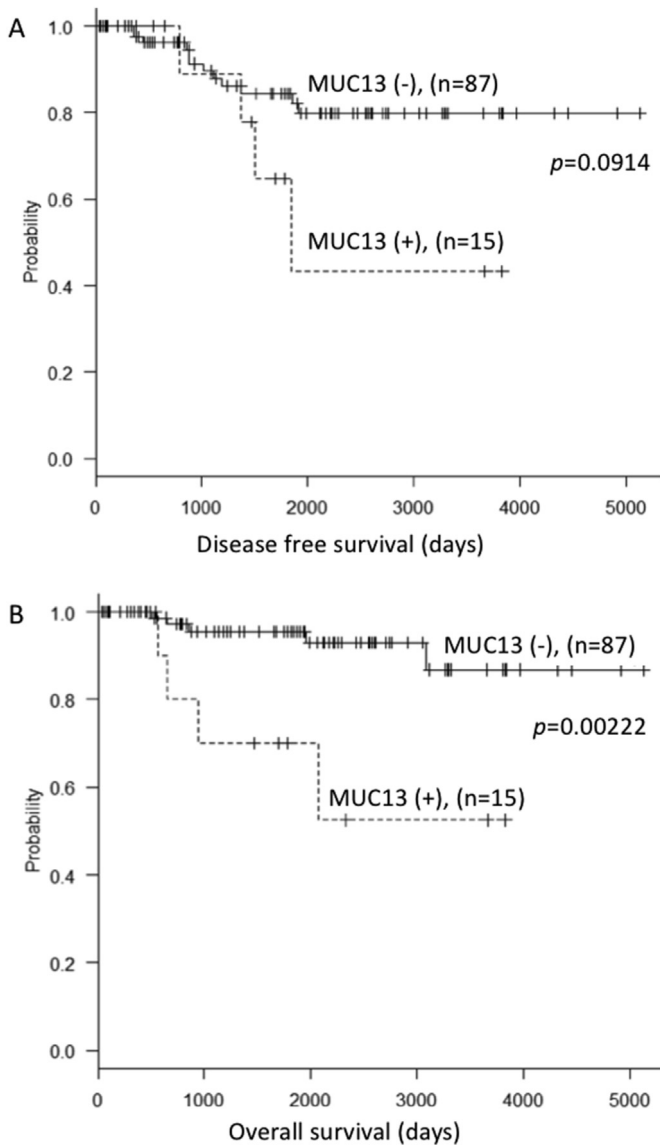 A
1.0
MUC13 (-), (n=87)
0.8
p=0.0914
0.6
MUC13 (+), (n=15)
0.4
0.2
0.0
Probability
0 1000 2000 3000 4000 5000
Disease free survival (days)
B
1.0
MUC13 (-), (n=87)
0.8
p=0.00222
0.6
MUC13 (+), (n=15)
0.4
0.2
0.0
Probability
0 1000 2000 3000 4000 5000
Overall survival (days)